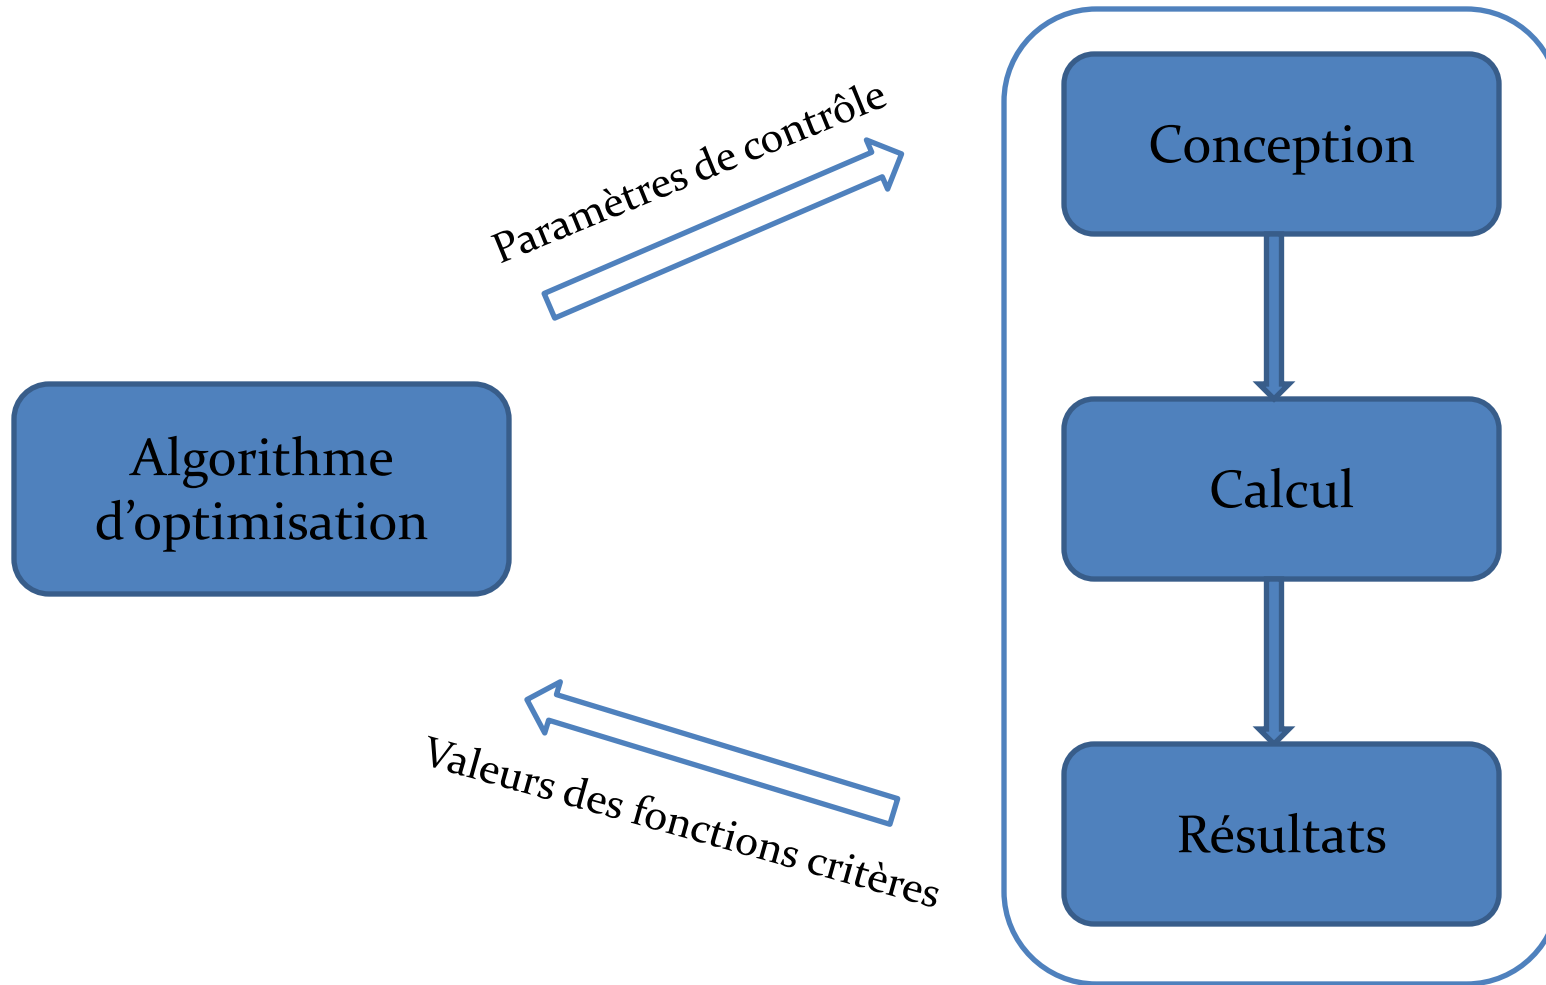 Paramètres de contrôle
Conception
Algorithme
d’optimisation
Calcul
Valeurs des fonctions critères
Résultats